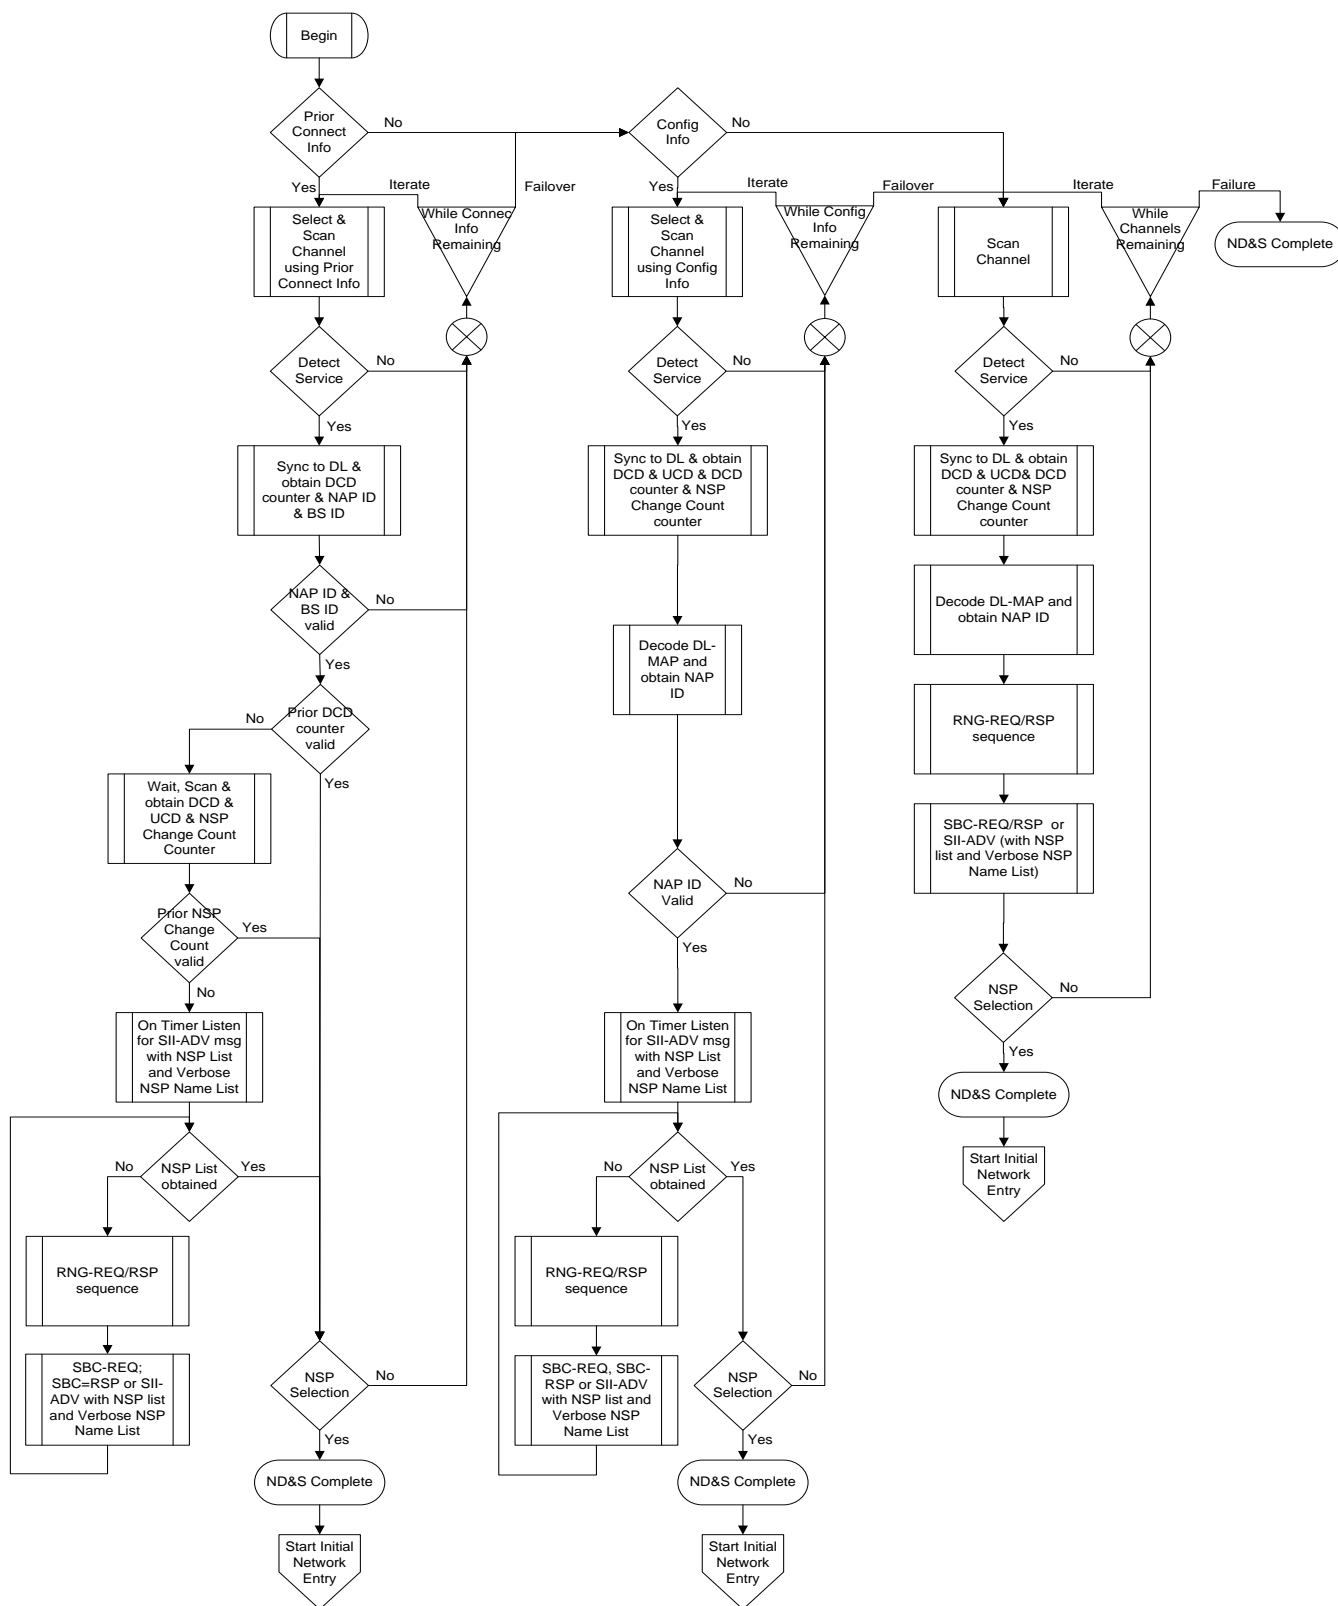 Begin
Prior
Connect
Info
No
Config
Info
No
Yes
Iterate
Failover
Yes
Iterate
Failover
Iterate
Failure
Select &
Scan
Channel
using Prior
Connect Info
While Connec
Info
Remaining
Select &
Scan
Channel
using Config
Info
While Config
Info
Remaining
Scan
Channel
While
Channels
Remaining
ND&S Complete
Detect
Service
No
Detect
Service
No
Detect
Service
No
Yes
Yes
Yes
Sync to DL &
obtain DCD
counter & NAP ID
& BS ID
Sync to DL & obtain
DCD & UCD & DCD
counter & NSP
Change Count
counter
Sync to DL & obtain
DCD & UCD& DCD
counter & NSP
Change Count
counter
NAP ID &
BS ID
valid
No
Decode DL-
MAP and
obtain NAP
ID
Decode DL-MAP and
obtain NAP ID
Yes
No
Prior DCD
counter
valid
Yes
RNG-REQ/RSP
sequence
Wait, Scan &
obtain DCD &
UCD & NSP
Change Count
Counter
SBC-REQ/RSP or
SII-ADV (with NSP
list and Verbose NSP
Name List)
NAP ID
Valid
No
Yes
Prior NSP
Change
Count
valid
Yes
No
NSP
Selection
No
Yes
On Timer Listen
for SII-ADV msg
with NSP List
and Verbose
NSP Name List
On Timer Listen
for SII-ADV msg
with NSP List
and Verbose
NSP Name List
ND&S Complete
Start Initial
Network
Entry
No
NSP List
obtained
Yes
No
NSP List
obtained
Yes
RNG-REQ/RSP
sequence
RNG-REQ/RSP
sequence
SBC-REQ;
SBC=RSP or SII-
ADV with NSP list
and Verbose NSP
Name List
NSP
Selection
No
SBC-REQ, SBC-
RSP or SII-ADV
with NSP list and
Verbose NSP
Name List
NSP
Selection
No
Yes
Yes
ND&S Complete
ND&S Complete
Start Initial
Network
Entry
Start Initial
Network
Entry